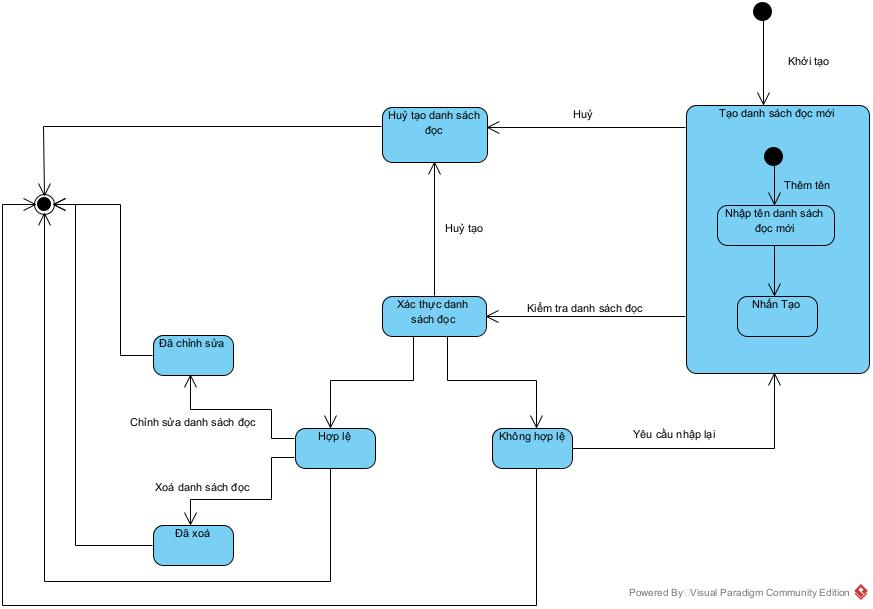 Khởi tạo
Tạo danh sách đọc mới
Huỷ tạo danh sách
đọc
Huỷ
Thêm tên
Nhập tên danh sách
đọc mới
Huỷ tạo
Nhấn Tạo
Xác thực danh
sách đọc
Kiểm tra danh sách đọc
Đã chỉnh sửa
Chỉnh sửa danh sách đọc
Hợp lệ
Không hợp lệ
Yêu cầu nhập lại
Xoá danh sách đọc
Đã xoá
Powered By Visual Paradigm Community Edition